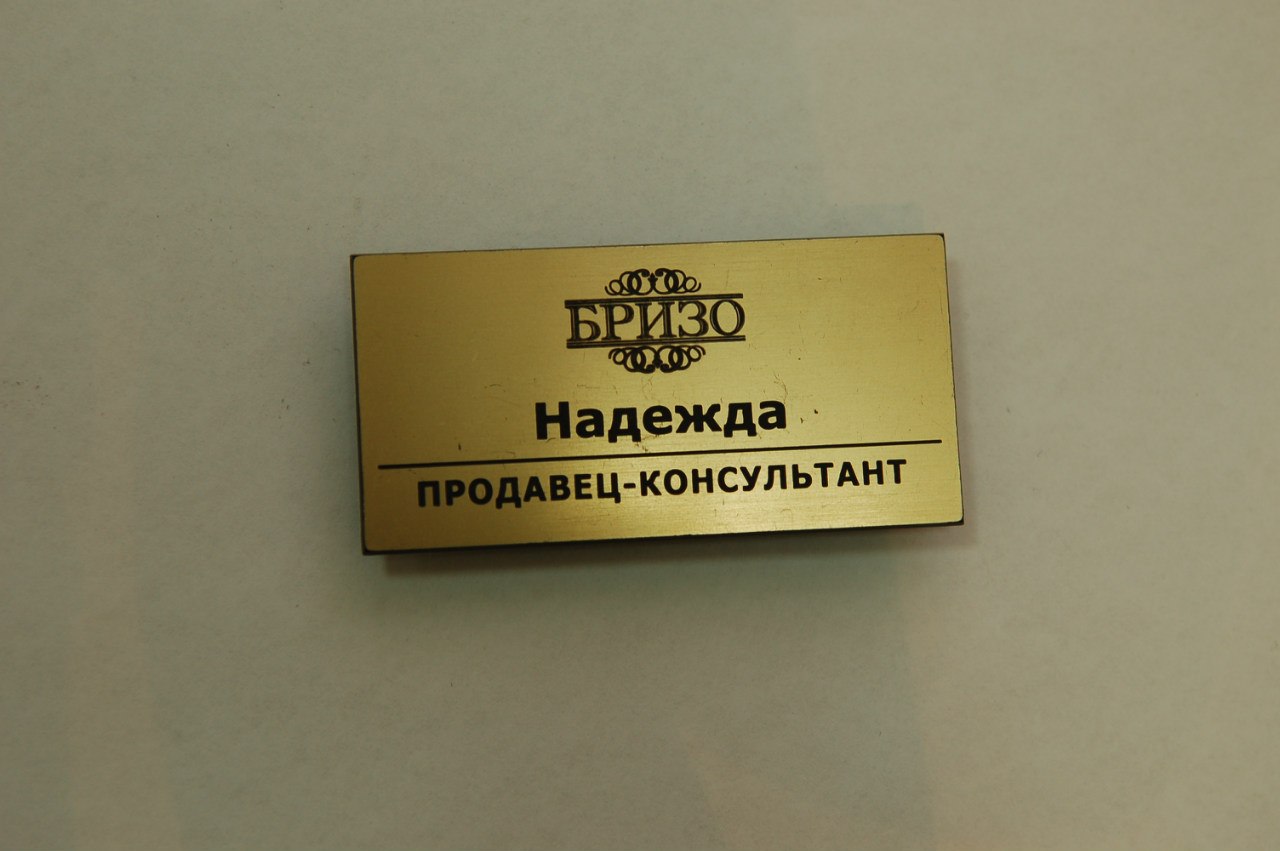 БРИЗО
Надежда
ПРОДАВЕЦ-КОНСУЛЬТАНТ